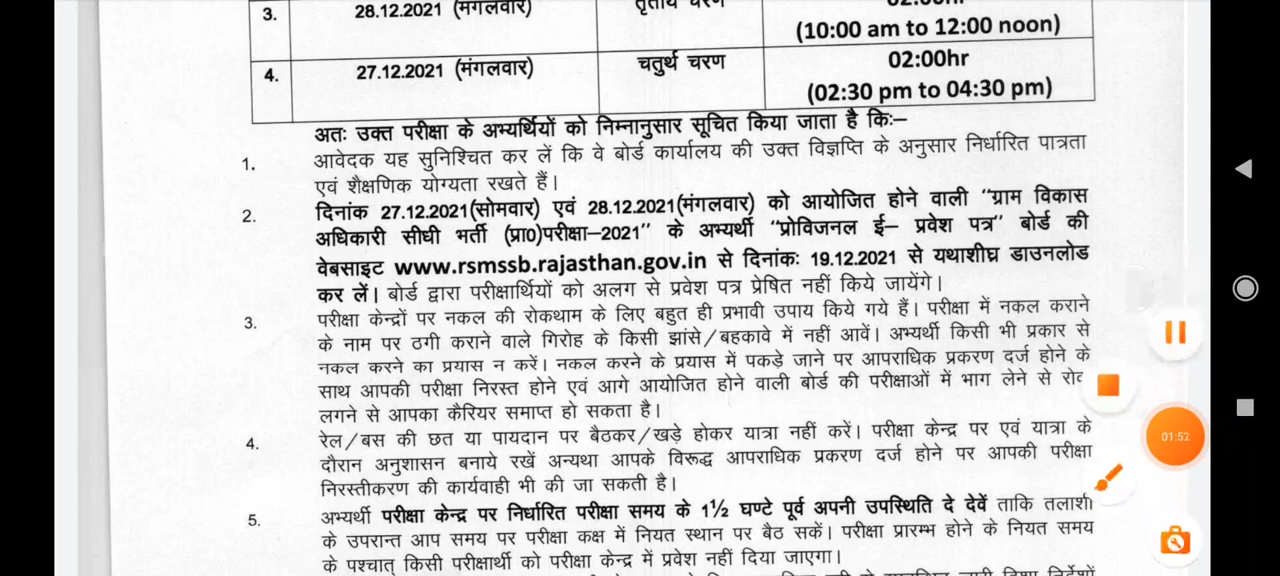 3. 28.12.2021 (मंगलवार) तृतीय चरण 02:00hr
(10:00 am to 12:00 noon)
4. 27.12.2021 (मंगलवार) चतुर्थ चरण 02:00hr
(02:30 pm to 04:30 pm)
अतः उक्त परीक्षा के अभ्यर्थियों को निम्नानुसार सूचित किया जाता है किः–
1. आवेदक यह सुनिश्चित कर लें कि वे बोर्ड कार्यालय की उक्त विज्ञप्ति के अनुसार निर्धारित पात्रता
एवं शैक्षणिक योग्यता रखते हैं।
2. दिनांक 27.12.2021(सोमवार) एवं 28.12.2021(मंगलवार) को आयोजित होने वाली "ग्राम विकास
अधिकारी सीधी भर्ती (प्रा0)परीक्षा–2021" के अभ्यर्थी "प्रोविजनल ई– प्रवेश पत्र" बोर्ड की
वेबसाइट www.rsmssb.rajasthan.gov.in से दिनांकः 19.12.2021 से यथाशीघ्र डाउनलोड
कर लें। बोर्ड द्वारा परीक्षार्थियों को अलग से प्रवेश पत्र प्रेषित नहीं किये जायेंगे।
3. परीक्षा केन्द्रों पर नकल की रोकथाम के लिए बहुत ही प्रभावी उपाय किये गये हैं। परीक्षा में नकल कराने
के नाम पर ठगी कराने वाले गिरोह के किसी झांसे/बहकावे में नहीं आवें। अभ्यर्थी किसी भी प्रकार से
नकल करने का प्रयास न करें। नकल करने के प्रयास में पकड़े जाने पर आपराधिक प्रकरण दर्ज होने के
साथ आपकी परीक्षा निरस्त होने एवं आगे आयोजित होने वाली बोर्ड की परीक्षाओं में भाग लेने से
लगने से आपका कैरियर समाप्त हो सकता है।
4. रेल/बस की छत या पायदान पर बैठकर/खड़े होकर यात्रा नहीं करें। परीक्षा केन्द्र पर एवं यात्रा के
दौरान अनुशासन बनाये रखें अन्यथा आपके विरूद्ध आपराधिक प्रकरण दर्ज होने पर आपकी परीक्षा
निरस्तीकरण की कार्यवाही भी की जा सकती है।
5. अभ्यर्थी परीक्षा केन्द्र पर निर्धारित परीक्षा समय के 1½ घण्टे पूर्व अपनी उपस्थिति दे देवें ताकि तलाशी
के उपरान्त आप समय पर परीक्षा कक्ष में नियत स्थान पर बैठ सकें। परीक्षा प्रारम्भ होने के नियत समय
के पश्चात् किसी परीक्षार्थी को परीक्षा केन्द्र में प्रवेश नहीं दिया जाएगा।
01:52